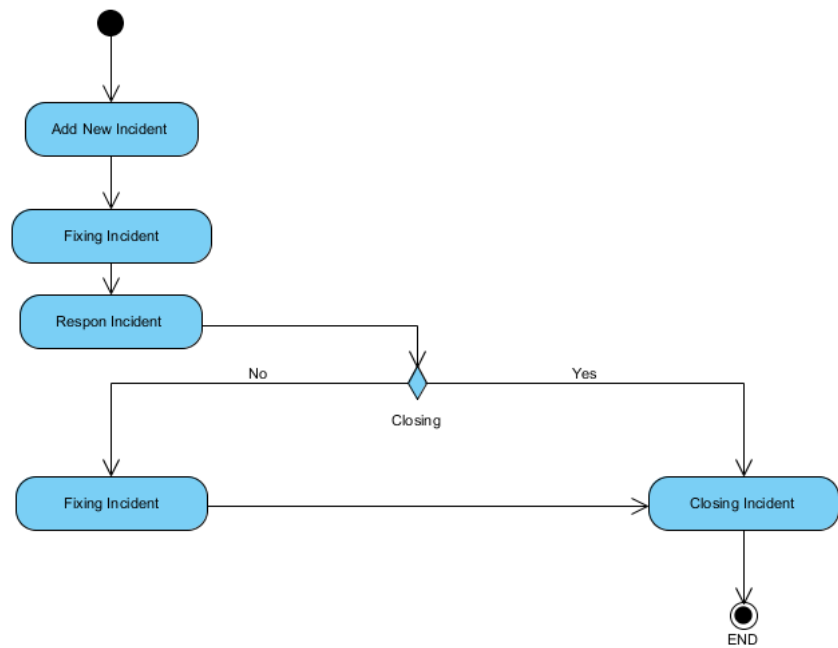 Add New Incident
Fixing Incident
Respon Incident
No
Yes
Closing
Fixing Incident
Closing Incident
END